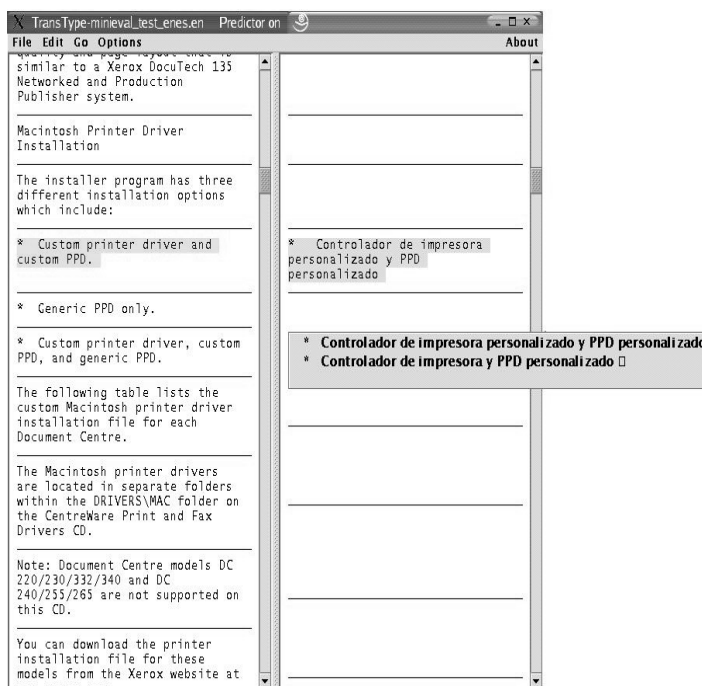 TransType-minieval_test_enes.en Predictor on
File Edit Go Options About
quality and page layout that is
similar to a Xerox DocuTech 135
Networked and Production
Publisher system.
Macintosh Printer Driver
Installation
The installer program has three
different installation options
which include:
* Custom printer driver and
custom PPD.
* Generic PPD only.
* Custom printer driver, custom
PPD, and generic PPD.
The following table lists the
custom Macintosh printer driver
installation file for each
Document Centre.
The Macintosh printer drivers
are located in separate folders
within the DRIVERS\MAC folder on
the CentreWare Print and Fax
Drivers CD.
Note: Document Centre models DC
220/230/332/340 and DC
240/255/265 are not supported on
this CD.
You can download the printer
installation file for these
models from the Xerox website at
* Controlador de impresora
personalizado y PPD
personalizado
* Controlador de impresora personalizado y PPD personalizado
* Controlador de impresora y PPD personalizado